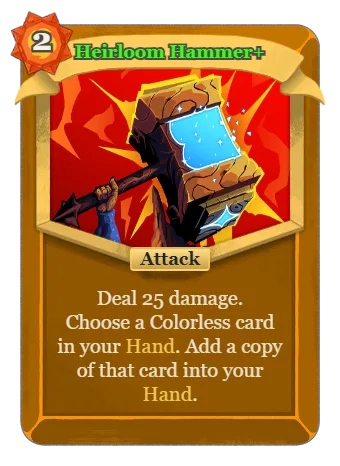 2
Heirloom Hammer+
Attack
Deal 25 damage.
Choose a Colorless card
in your Hand. Add a copy
of that card into your
Hand.